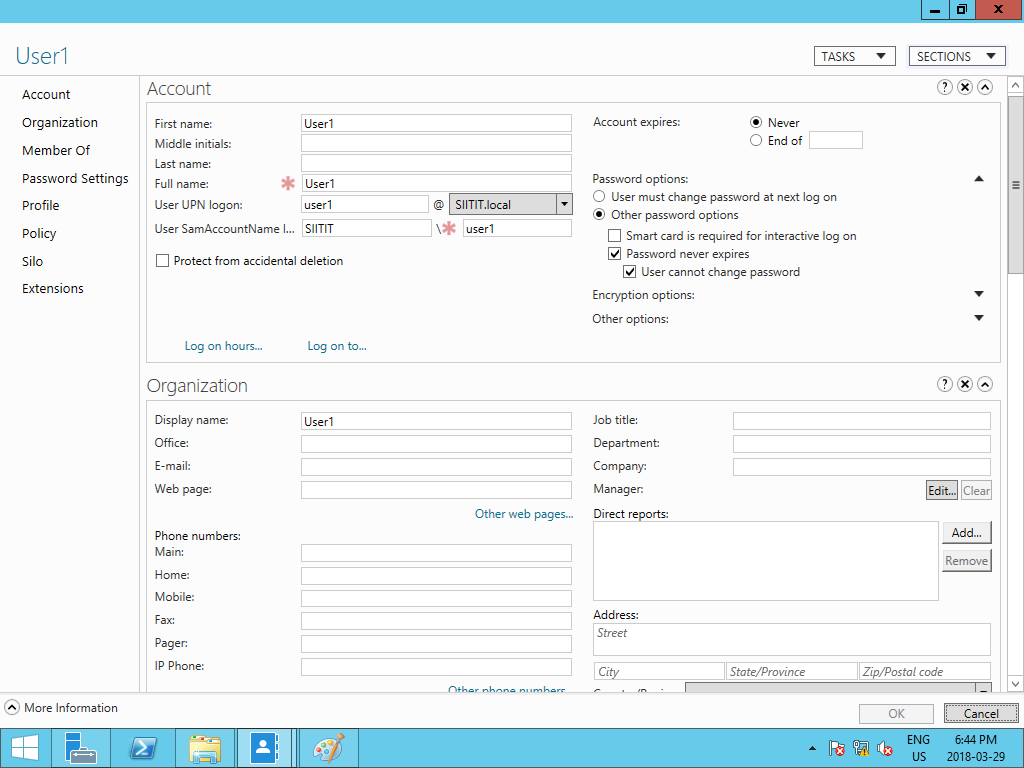 User1
TASKS
SECTIONS
Account
Organization
Member Of
Password Settings
Profile
Policy
Silo
Extensions
Account
First name: User1
Middle initials:
Last name:
Full name: * User1
User UPN logon: user1 @ SIITIT.local
User SamAccountName l... SIITIT \* user1
Protect from accidental deletion
Log on hours... Log on to...
Account expires: Never
End of
Password options:
User must change password at next log on
Other password options
Smart card is required for interactive log on
Password never expires
User cannot change password
Encryption options:
Other options:
Organization
Display name: User1
Office:
E-mail:
Web page:
Other web pages...
Phone numbers:
Main:
Home:
Mobile:
Fax:
Pager:
IP Phone:
Other phone numbers...
Job title:
Department:
Company:
Manager: Edit... Clear
Direct reports:
Add...
Remove
Address:
Street
City State/Province Zip/Postal code
More Information
OK Cancel
ENG 6:44 PM
US 2018-03-29